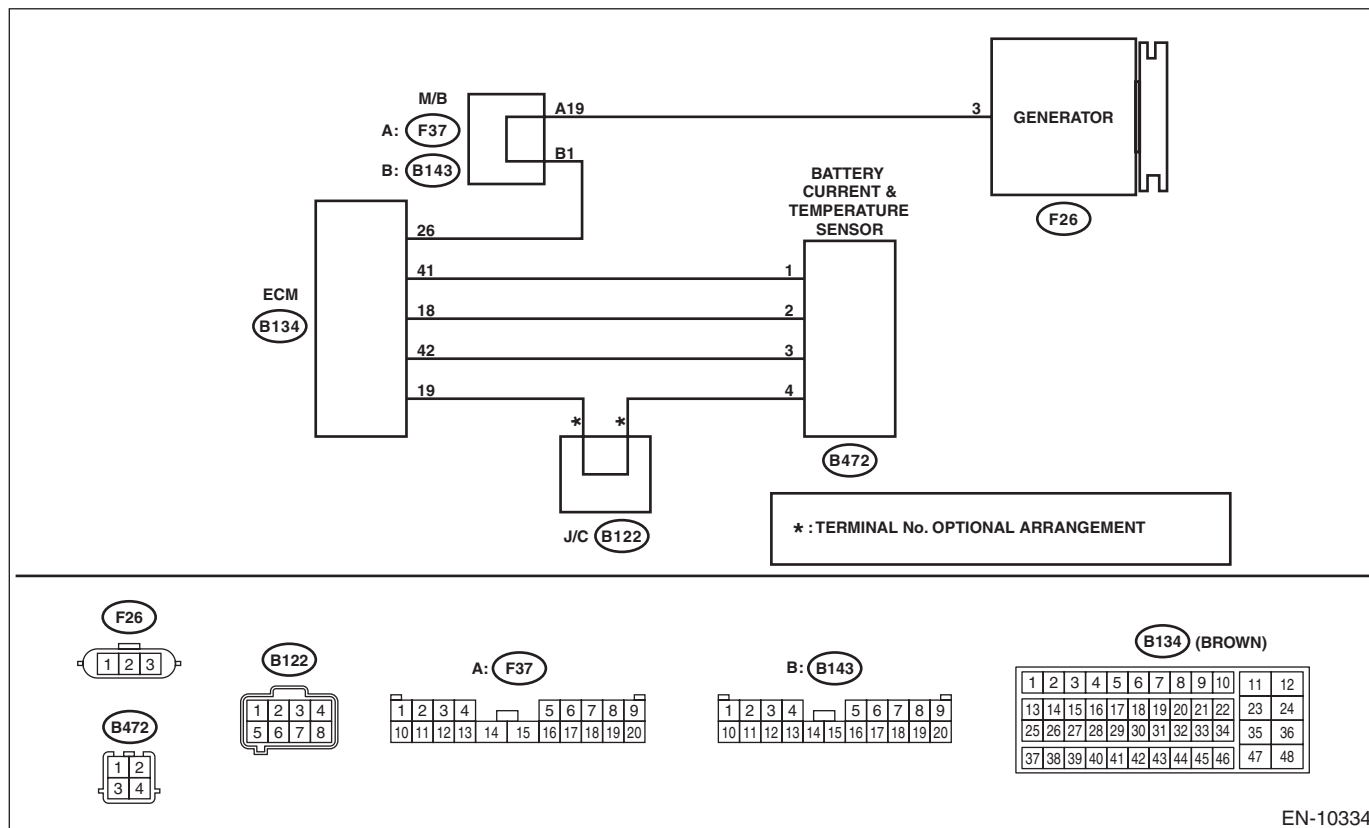 M/B
A: F37
B: B143
A19
B1
3
GENERATOR
F26
BATTERY
CURRENT &
TEMPERATURE
SENSOR
ECM
B134
26
41
18
42
19
1
2
3
4
B472
* *
J/C B122
* : TERMINAL No. OPTIONAL ARRANGEMENT
F26
1 2 3
B472
1 2
3 4
B122
1 2 3 4
5 6 7 8
A: F37
1 2 3 4 5 6 7 8 9
10 11 12 13 14 15 16 17 18 19 20
B: B143
1 2 3 4 5 6 7 8 9
10 11 12 13 14 15 16 17 18 19 20
B134 (BROWN)
1 2 3 4 5 6 7 8 9 10 11 12
13 14 15 16 17 18 19 20 21 22 23 24
25 26 27 28 29 30 31 32 33 34 35 36
37 38 39 40 41 42 43 44 45 46 47 48
EN-10334